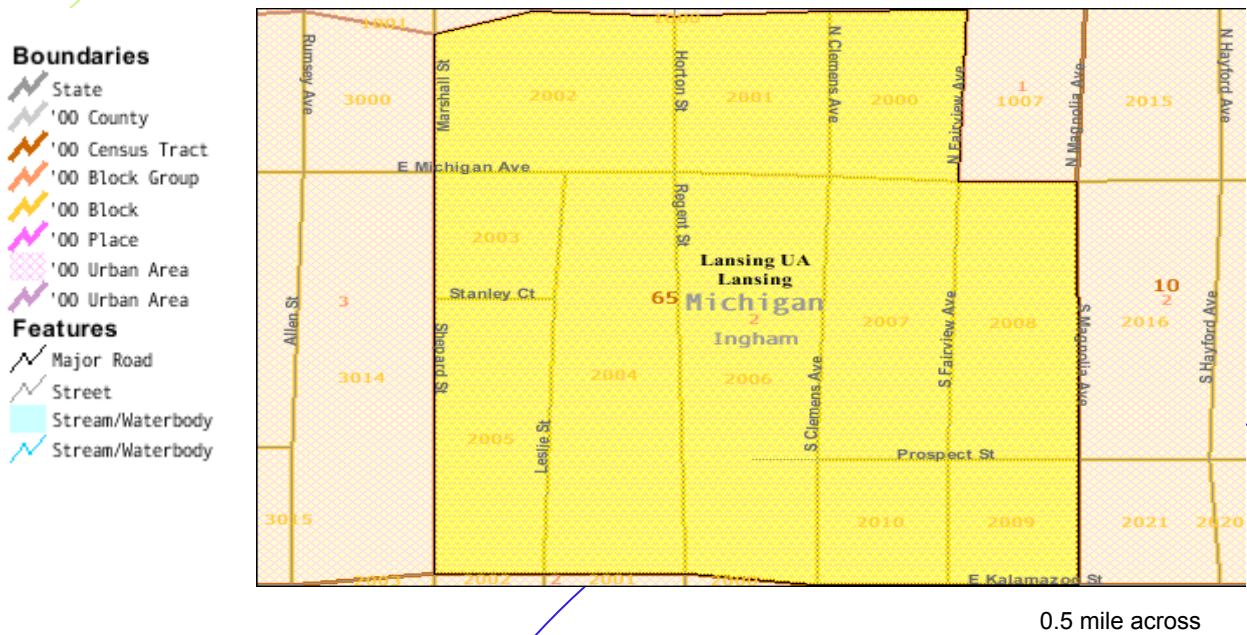 Boundaries
State
'00 County
'00 Census Tract
'00 Block Group
'00 Block
'00 Place
'00 Urban Area
'00 Urban Area
Features
Major Road
Street
Stream/Waterbody
Stream/Waterbody
1001
Rumsey Ave
3000
Marshall St
2002
Horton St
2001
N Clemens Ave
2000
N Fairview Ave
1
1007
N Magnolia Ave
2015
N Hayford Ave
E Michigan Ave
2003
Regent St
Lansing UA
Lansing
Stanley Ct
65
Michigan
2
Ingham
3
Allen St
Shepard St
2007
S Fairview Ave
2008
S Magnolia Ave
10
2
2016
S Hayford Ave
3014
2004
2006
S Clemens Ave
2005
Leslie St
Prospect St
3015
2010
2009
2021
2020
2003
2002
2
2001
2000
E Kalamazoo St
0.5 mile across